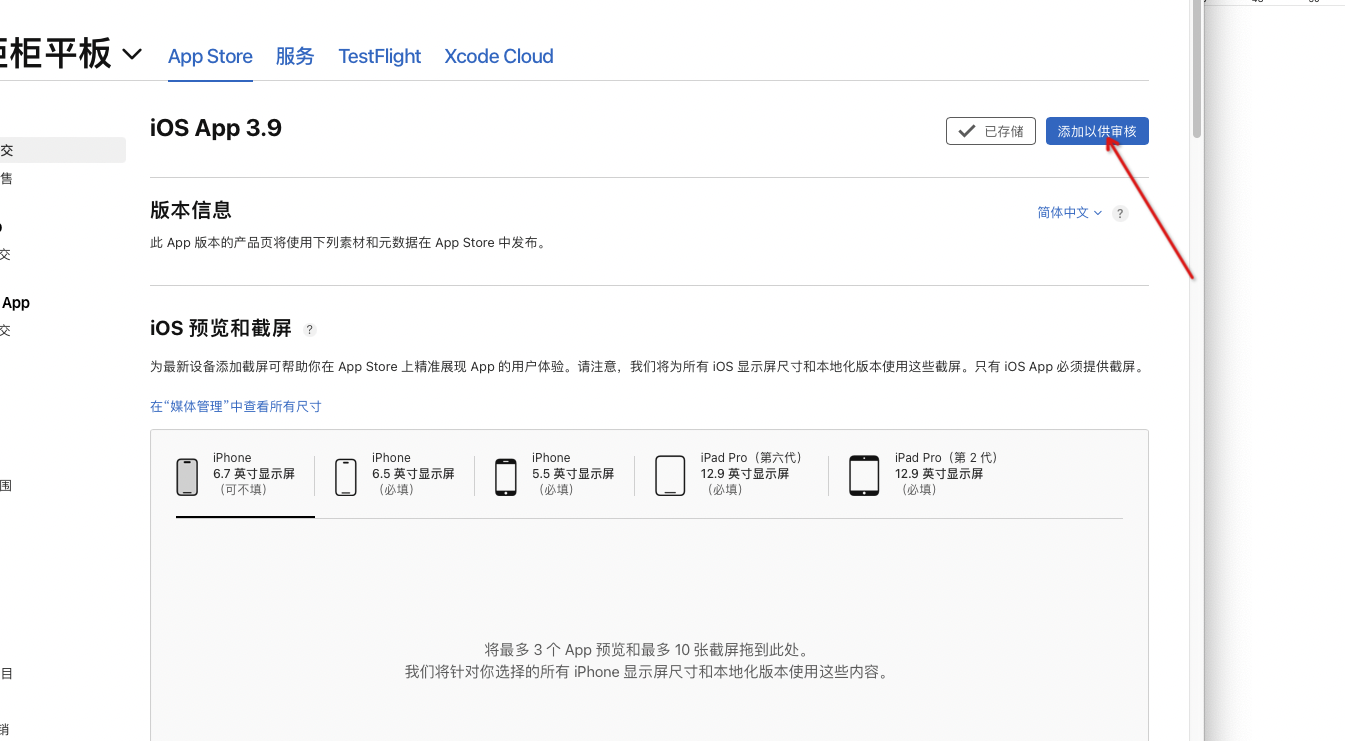 柜平板
App Store 服务 TestFlight Xcode Cloud
iOS App 3.9
已存储 添加以供审核
交
售
版本信息
简体中文 ?
此 App 版本的产品页将使用下列素材和元数据在 App Store 中发布。
交
App
交
iOS 预览和截屏 ?
为最新设备添加截屏可帮助你在 App Store 上精准展现 App 的用户体验。请注意，我们将为所有 iOS 显示屏尺寸和本地化版本使用这些截屏。只有 iOS App 必须提供截屏。
在“媒体管理”中查看所有尺寸
iPhone
6.7 英寸显示屏
（可不填）
iPhone
6.5 英寸显示屏
（必填）
iPhone
5.5 英寸显示屏
（必填）
iPad Pro（第六代）
12.9 英寸显示屏
（必填）
iPad Pro（第 2 代）
12.9 英寸显示屏
（必填）
围
将最多 3 个 App 预览和最多 10 张截屏拖到此处。
我们将针对你选择的所有 iPhone 显示屏尺寸和本地化版本使用这些内容。
目
销